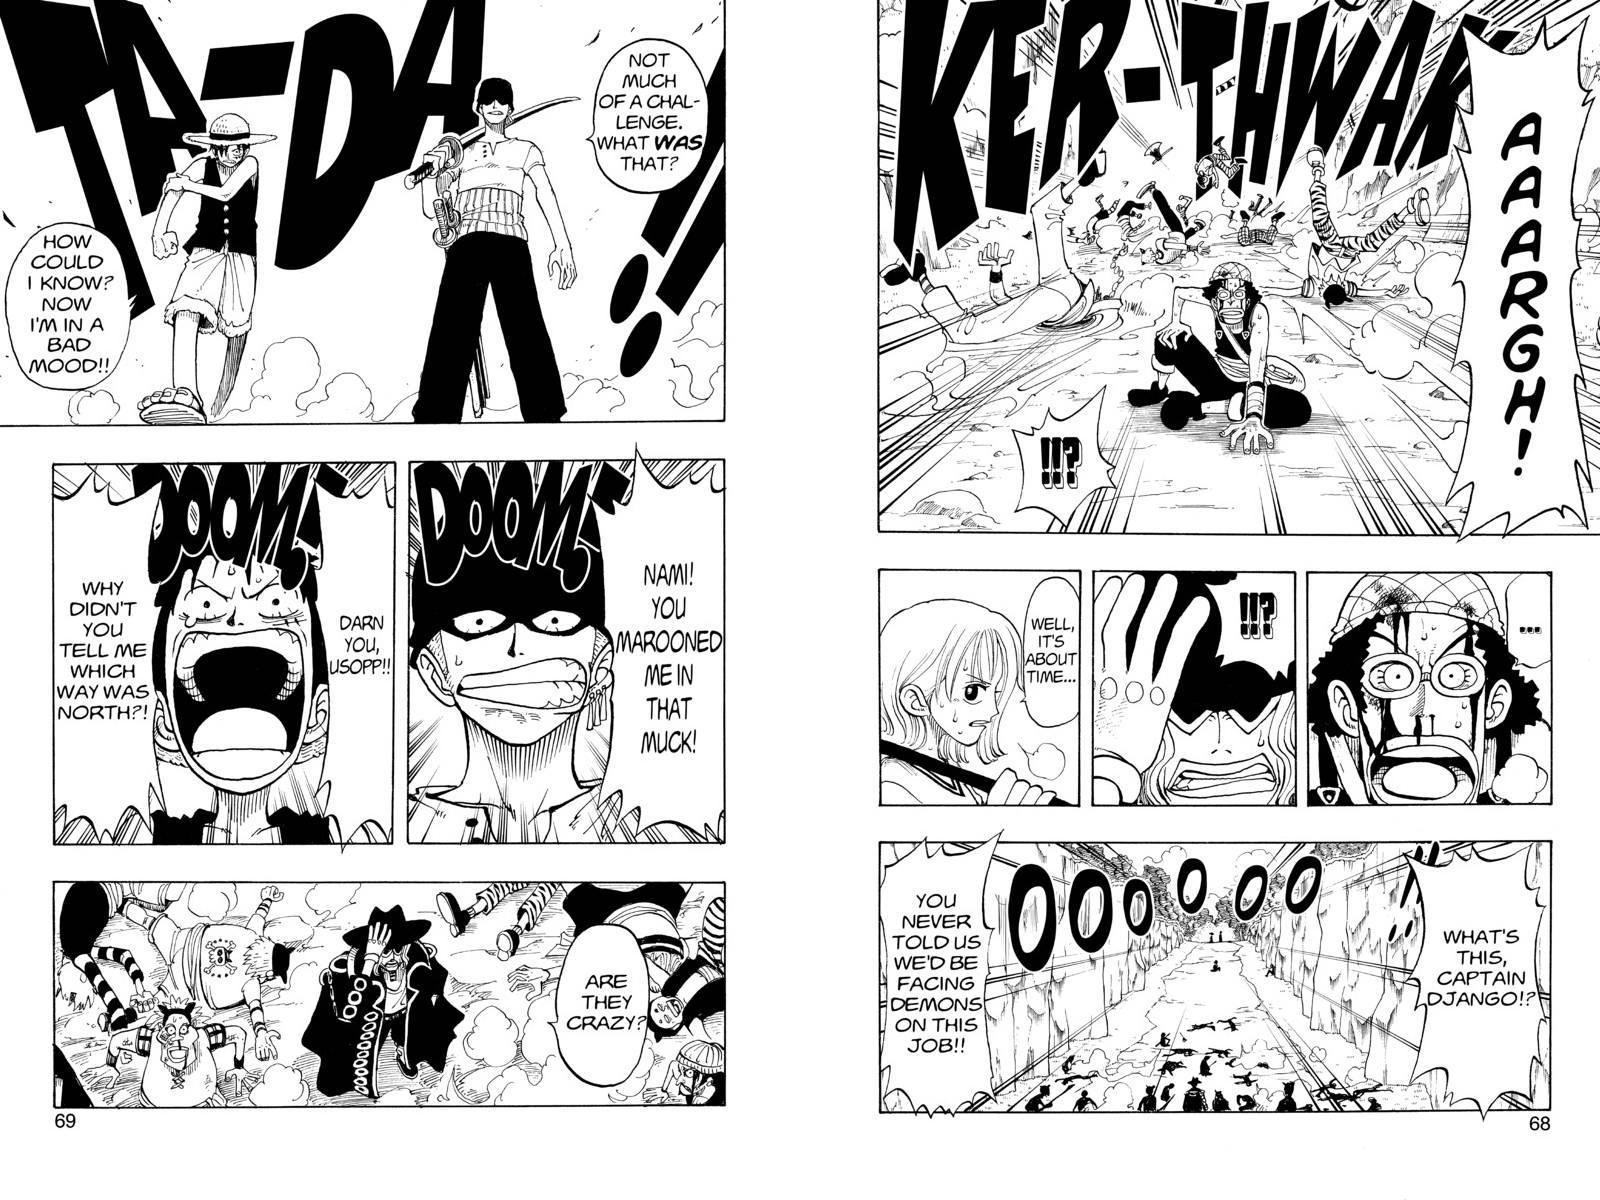 KER-THWAK
AAAARGH!
!!?
...
!!?
WELL,
IT'S
ABOUT
TIME...
WHAT'S
THIS,
CAPTAIN
DJANGO!?
OOOOOO!!
YOU
NEVER
TOLD US
WE'D BE
FACING
DEMONS
ON THIS
JOB!!
68
TA-DA!!
NOT
MUCH
OF A CHAL-
LENGE.
WHAT WAS
THAT?
HOW
COULD
I KNOW?
NOW
I'M IN A
BAD
MOOD!!
DOOM
NAMI!
YOU
MAROONED
ME IN
THAT
MUCK!
DOOM
DARN
YOU,
USOPP!!
WHY
DIDN'T
YOU
TELL ME
WHICH
WAY WAS
NORTH?!
ARE
THEY
CRAZY?
69